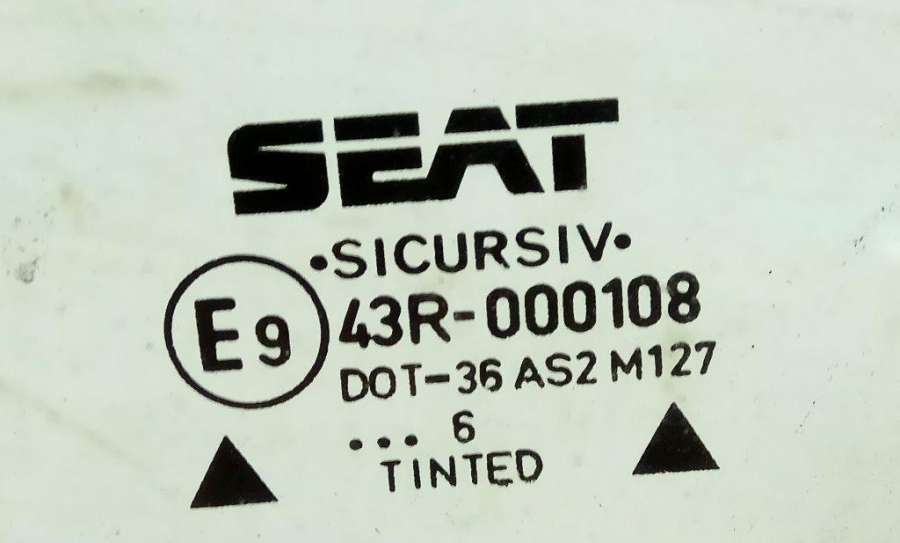 SEAT
•SICURSIV•
E9 43R-000108
DOT-36 AS2 M127
... 6
TINTED